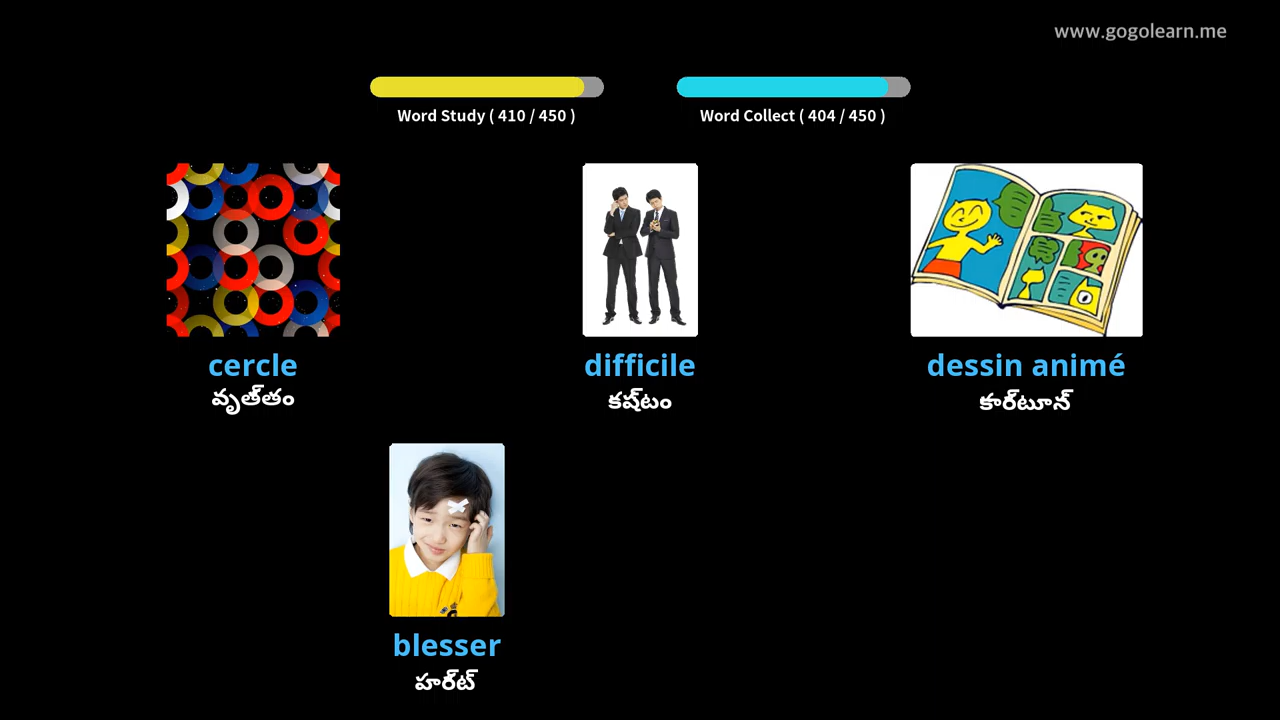 www.gogolearn.me
Word Study ( 410 / 450 )
Word Collect ( 404 / 450 )
cercle
వృత్‌తం
difficile
కష్‌టం
dessin animé
కార్‌టూన్
blesser
హర్‌ట్